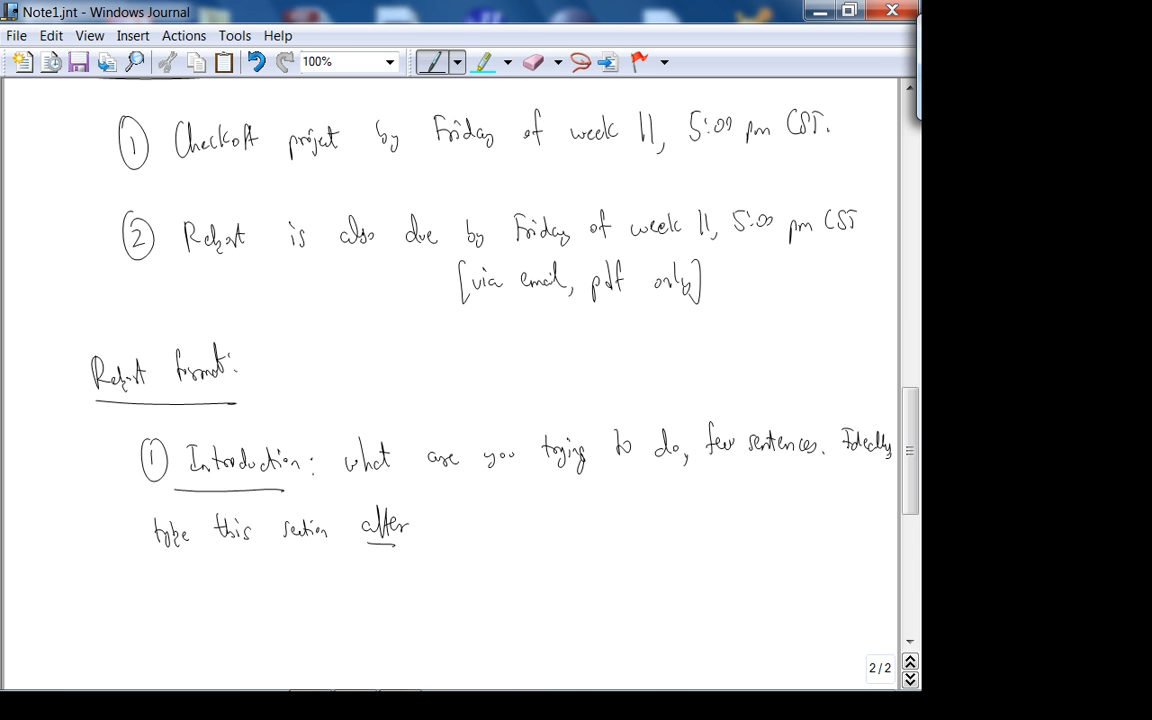 Note1.jnt - Windows Journal
File Edit View Insert Actions Tools Help
100%
① Checkoff project by Friday of week 11, 5:00 pm CST.
② Report is also due by Friday of week 11, 5:00 pm CST
[via email, pdf only]
Report format:
① Introduction: what are you trying to do, few sentences. Ideally,
type this section after
2/2